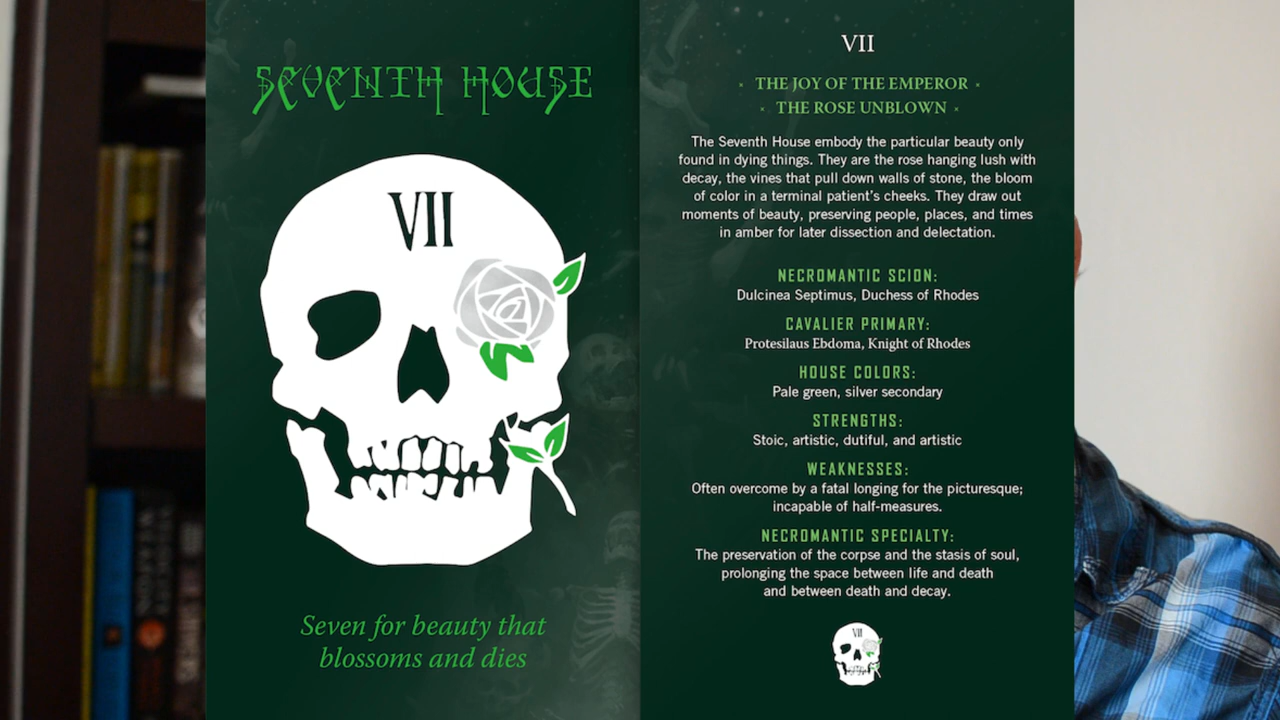 SEVENTH HOUSE
VII
Seven for beauty that
blossoms and dies
VII
· THE JOY OF THE EMPEROR ·
· THE ROSE UNBLOWN ·
The Seventh House embody the particular beauty only
found in dying things. They are the rose hanging lush with
decay, the vines that pull down walls of stone, the bloom
of color in a terminal patient's cheeks. They draw out
moments of beauty, preserving people, places, and times
in amber for later dissection and delectation.
NECROMANTIC SCION:
Dulcinea Septimus, Duchess of Rhodes
CAVALIER PRIMARY:
Protesilaus Ebdoma, Knight of Rhodes
HOUSE COLORS:
Pale green, silver secondary
STRENGTHS:
Stoic, artistic, dutiful, and artistic
WEAKNESSES:
Often overcome by a fatal longing for the picturesque;
incapable of half-measures.
NECROMANTIC SPECIALTY:
The preservation of the corpse and the stasis of soul,
prolonging the space between life and death
and between death and decay.
VII